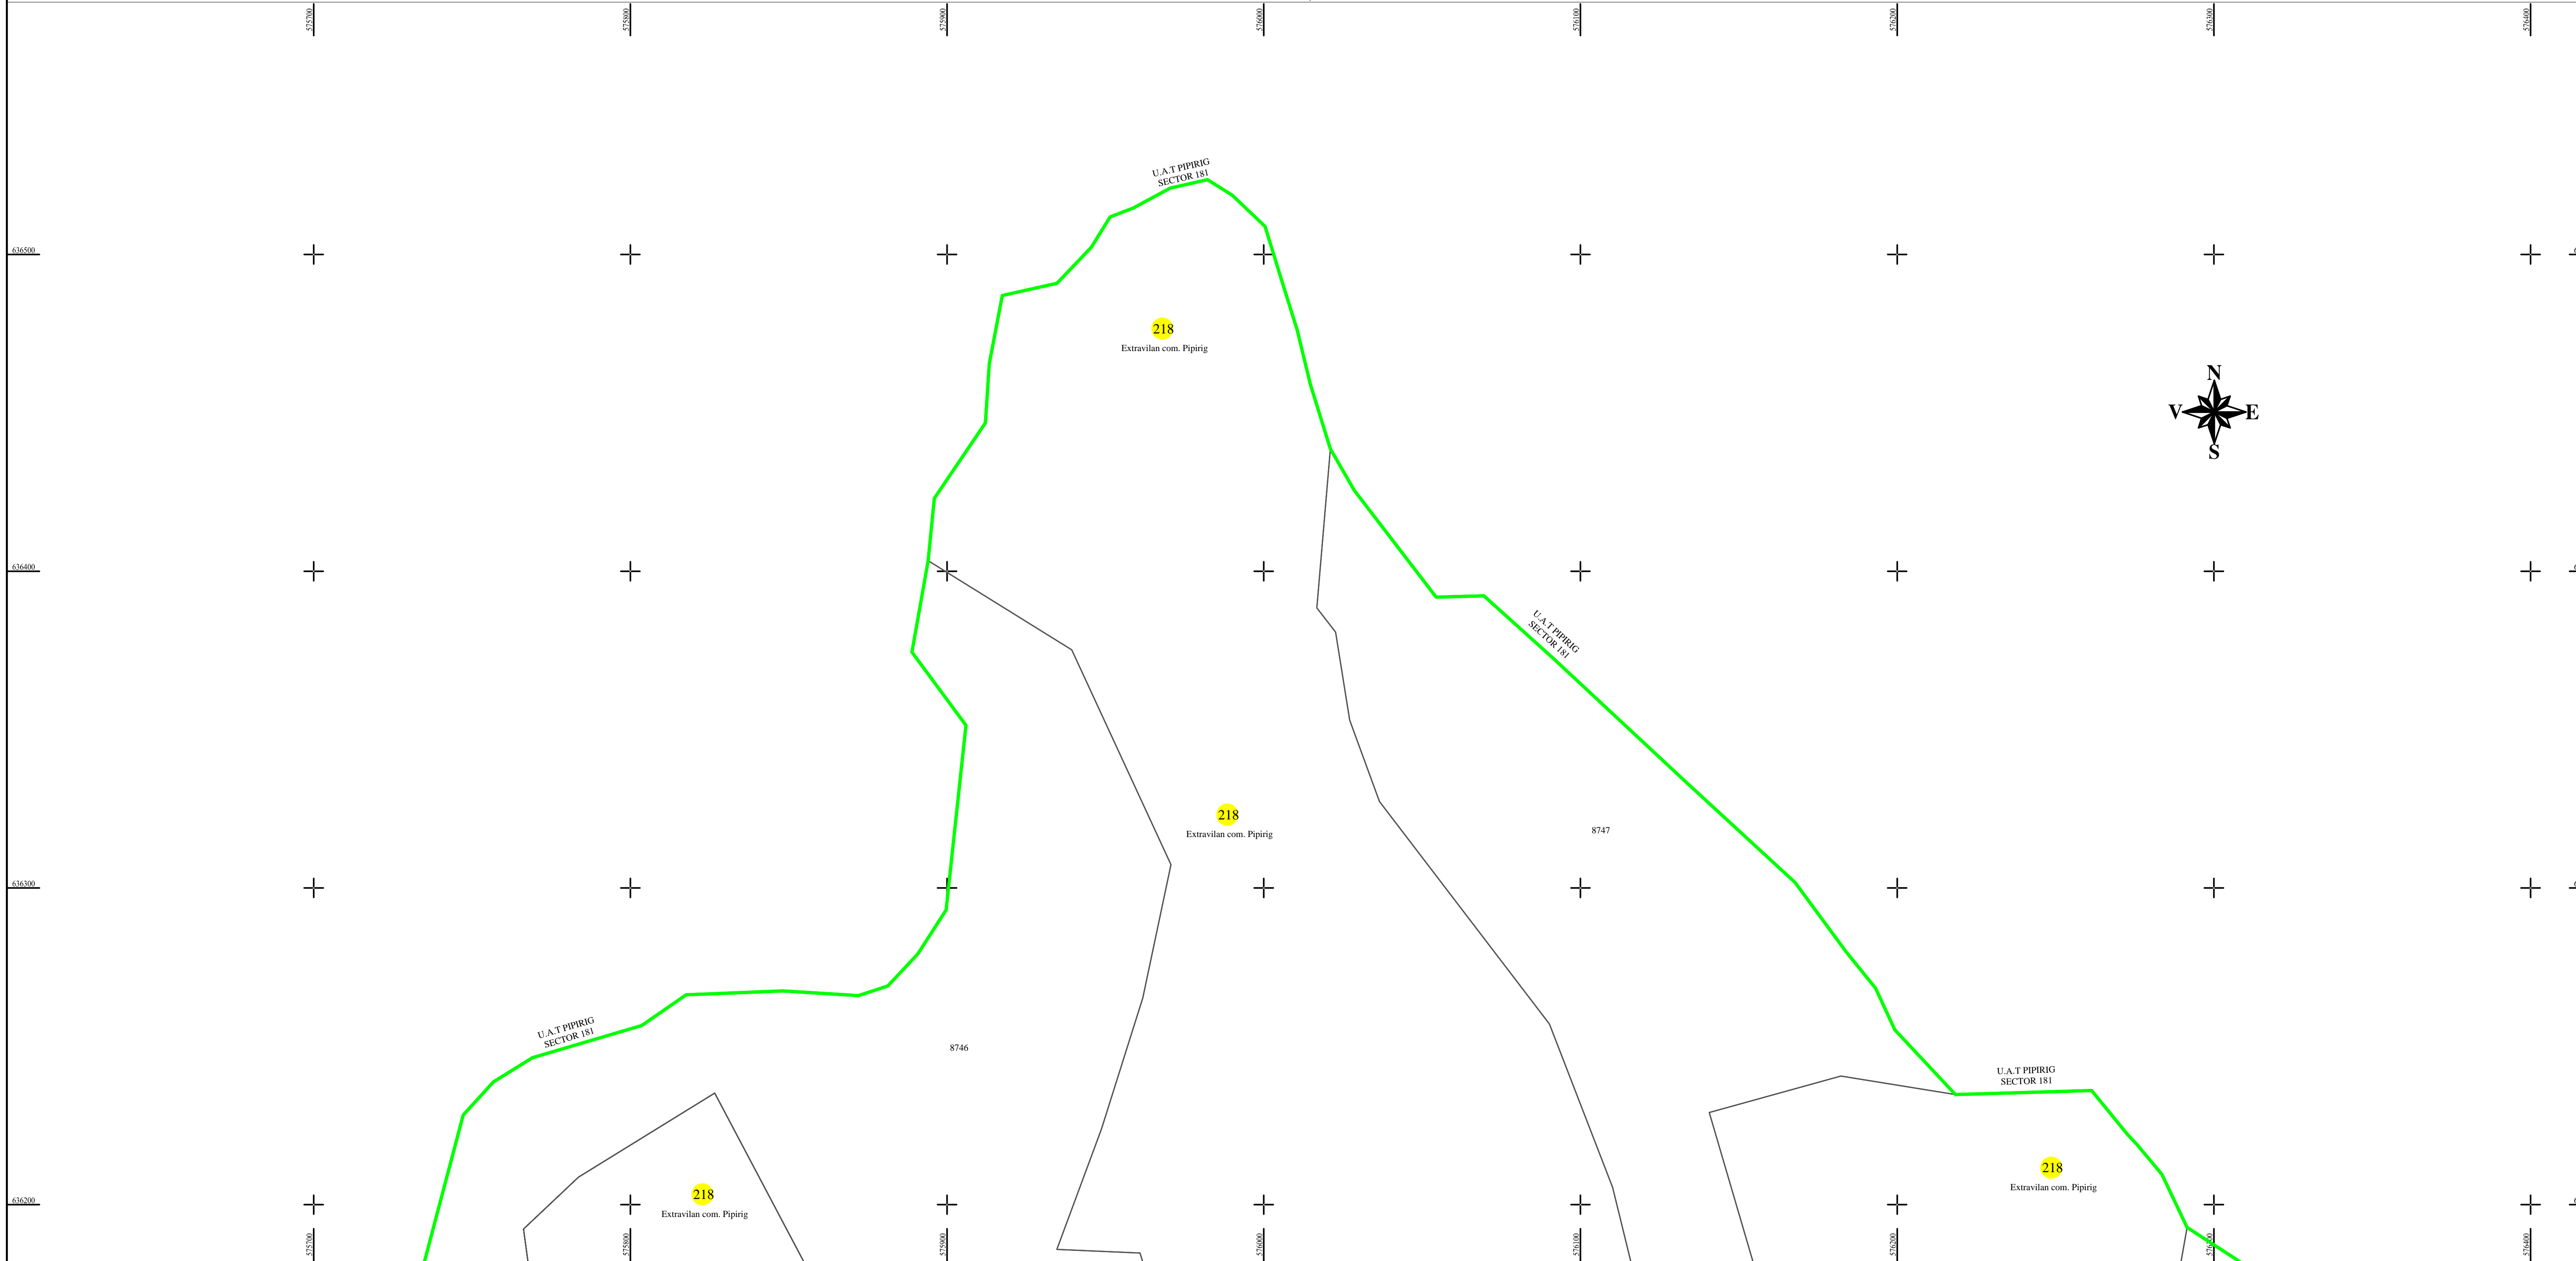 575700
575800
575900
576000
576100
576200
576300
576400
U.A.T PIPIRIG
SECTOR 181
636500
218
Extravilan com. Pipirig
N
V
E
S
636400
U.A.T PIPIRIG
SECTOR 181
218
Extravilan com. Pipirig
8747
636300
U.A.T PIPIRIG
SECTOR 181
8746
U.A.T PIPIRIG
SECTOR 181
218
Extravilan com. Pipirig
218
Extravilan com. Pipirig
636200
575700
575800
575900
576000
576100
576200
576300
576400